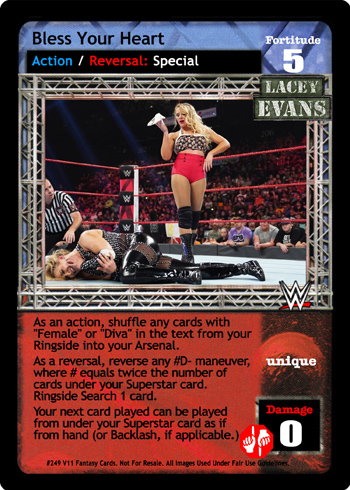 Bless Your Heart
Fortitude
5
Action / Reversal: Special
LACEY
EVANS
W
As an action, shuffle any cards with
"Female" or "Diva" in the text from your
Ringside into your Arsenal.
As a reversal, reverse any #D- maneuver,
where # equals twice the number of
cards under your Superstar card.
Ringside Search 1 card.
Your next card played can be played
from under your Superstar card as if
from hand (or Backlash, if applicable.)
unique
Damage
0
#249 V11 Fantasy Cards. Not For Resale. All Images Used Under Fair Use Guidelines.